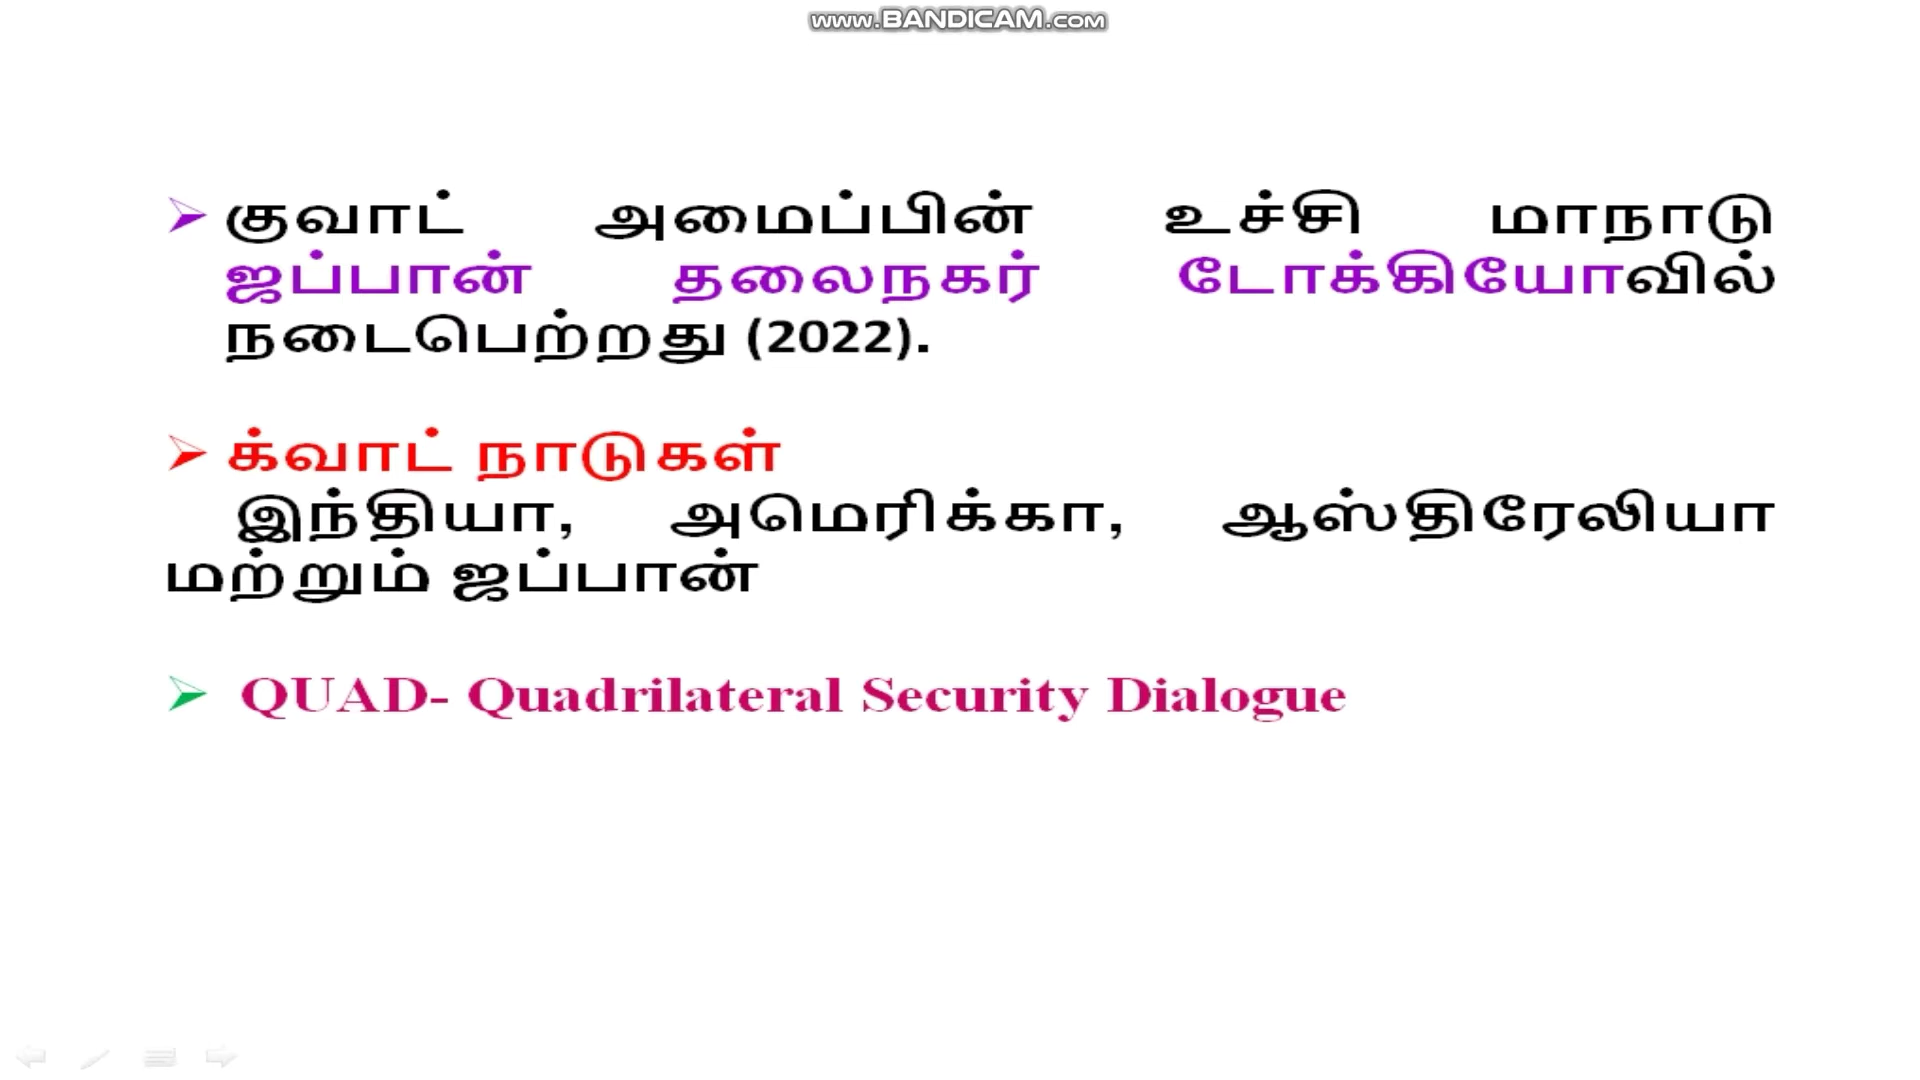 www.BANDICAM.com
குவாட் அமைப்பின் உச்சி மாநாடு
ஜப்பான் தலைநகர் டோக்கியோவில்
நடைபெற்றது (2022).
க்வாட் நாடுகள்
இந்தியா, அமெரிக்கா, ஆஸ்திரேலியா
மற்றும் ஜப்பான்
QUAD- Quadrilateral Security Dialogue